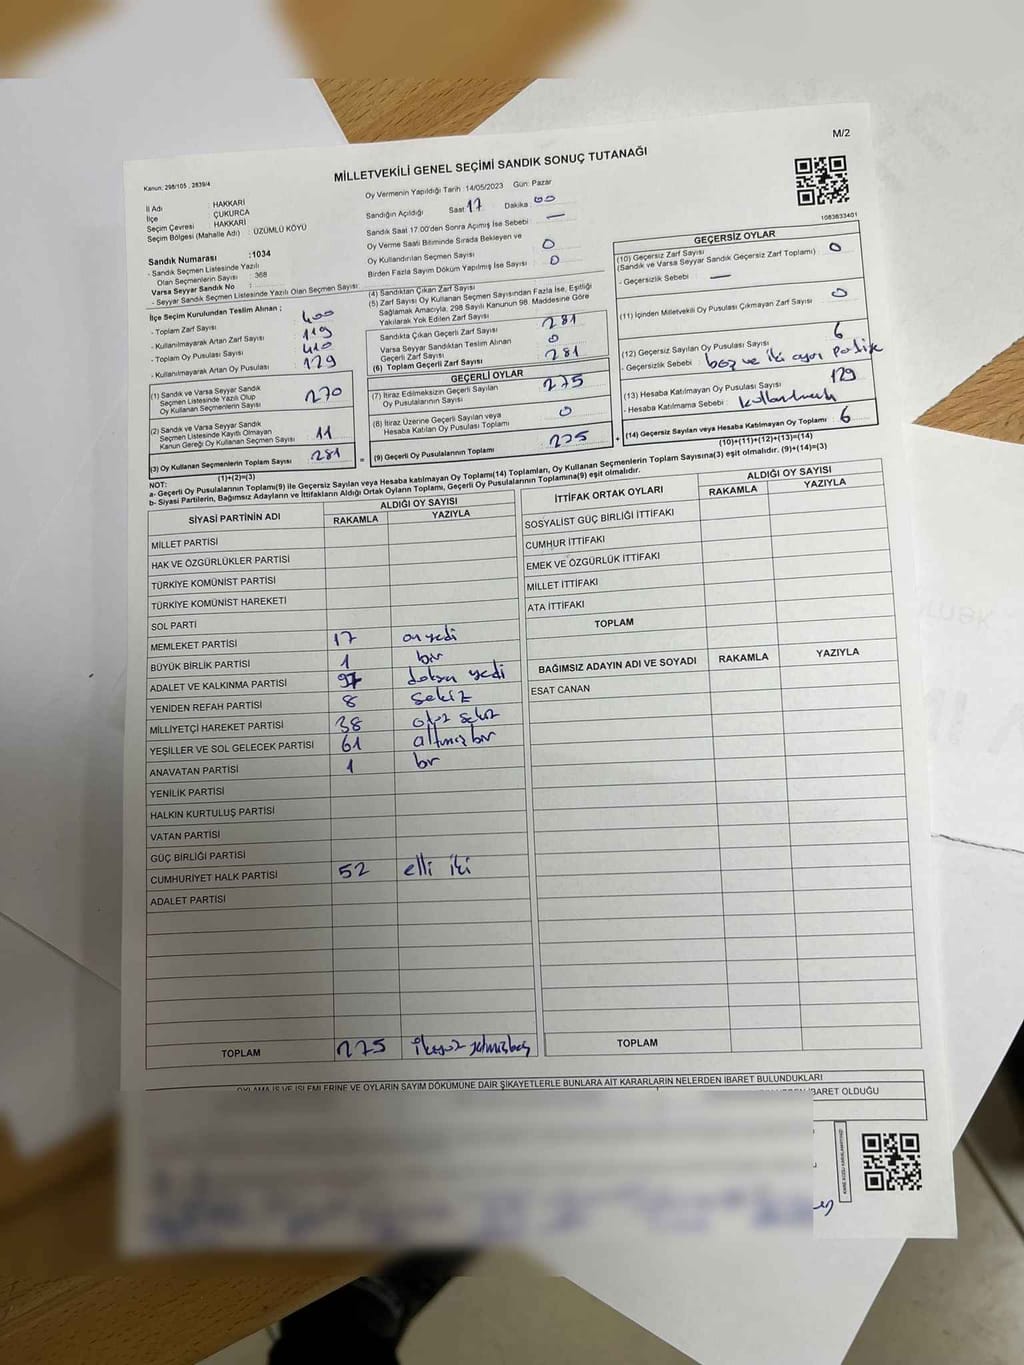 M/2
MİLLETVEKİLİ GENEL SEÇİMİ SANDIK SONUÇ TUTANAĞI
Kanun: 298/105 , 2839/4
Oy Vermenin Yapıldığı Tarih :14/05/2023 Gün: Pazar
İl Adı HAKKARİ
İlçe ÇUKURCA
Seçim Çevresi HAKKARİ
Seçim Bölgesi (Mahalle Adı) : ÜZÜMLÜ KÖYÜ
Sandığın Açıldığı Saat 17 Dakika : 00
Sandık Saat 17.00'den Sonra Açımış İse Sebebi : —
Oy Verme Saati Bitiminde Sırada Bekleyen ve
Oy Kullandırılan Seçmen Sayısı 0
Birden Fazla Sayım Döküm Yapılmış İse Sayısı 0
1083833401
Sandık Numarası :1034
- Sandık Seçmen Listesinde Yazılı
Olan Seçmenlerin Sayısı : 368
Varsa Seyyar Sandık No :
- Seyyar Sandık Seçmen Listesinde Yazılı Olan Seçmen Sayısı:
İlçe Seçim Kurulundan Teslim Alınan ;
- Toplam Zarf Sayısı 400
- Kullanılmayarak Artan Zarf Sayısı 119
- Toplam Oy Pusulası Sayısı 410
- Kullanılmayarak Artan Oy Pusulası 129
(1) Sandık ve Varsa Seyyar Sandık
Seçmen Listesinde Yazılı Olup
Oy Kullanan Seçmenlerin Sayısı 270
(2) Sandık ve Varsa Seyyar Sandık
Seçmen Listesinde Kayıtlı Olmayan
Kanun Gereği Oy Kullanan Seçmen Sayısı 11
(3) Oy Kullanan Seçmenlerin Toplam Sayısı 281
(1)+(2)=(3)
(4) Sandıktan Çıkan Zarf Sayısı
(5) Zarf Sayısı Oy Kullanan Seçmen Sayısından Fazla İse, Eşitliği
Sağlamak Amacıyla, 298 Sayılı Kanunun 98. Maddesine Göre
Yakılarak Yok Edilen Zarf Sayısı
Sandıkta Çıkan Geçerli Zarf Sayısı 281
Varsa Seyyar Sandıktan Teslim Alınan
Geçerli Zarf Sayısı 0
(6) Toplam Geçerli Zarf Sayısı 281
GEÇERLİ OYLAR
(7) İtiraz Edilmeksizin Geçerli Sayılan
Oy Pusulalarının Sayısı 275
(8) İtiraz Üzerine Geçerli Sayılan veya
Hesaba Katılan Oy Pusulası Toplamı 0
= (9) Geçerli Oy Pusulalarının Toplamı 275
GEÇERSİZ OYLAR
(10) Geçersiz Zarf Sayısı
(Sandık ve Varsa Seyyar Sandık Geçersiz Zarf Toplamı) 0
- Geçersizlik Sebebi : —
(11) İçinden Milletvekili Oy Pusulası Çıkmayan Zarf Sayısı 0
(12) Geçersiz Sayılan Oy Pusulası Sayısı 6
- Geçersizlik Sebebi : boş ve iki ayrı
(13) Hesaba Katılmayan Oy Pusulası Sayısı 129
- Hesaba Katılmama Sebebi :
+ (14) Geçersiz Sayılan veya Hesaba Katılmayan Oy Toplamı 6
(10)+(11)+(12)+(13)=(14)
NOT:
a- Geçerli Oy Pusulalarının Toplamı(9) ile Geçersiz Sayılan veya Hesaba katılmayan Oy Toplamı(14) Toplamları, Oy Kullanan Seçmenlerin Toplam Sayısına(3) eşit olmalıdır. (9)+(14)=(3)
b- Siyasi Partilerin, Bağımsız Adayların ve İttifakların Aldığı Ortak Oyların Toplamı, Geçerli Oy Pusulalarının Toplamına(9) eşit olmalıdır.
SİYASİ PARTİNİN ADI ALDIĞI OY SAYISI
RAKAMLA YAZIYLA
MİLLET PARTİSİ
HAK VE ÖZGÜRLÜKLER PARTİSİ
TÜRKİYE KOMÜNİST PARTİSİ
TÜRKİYE KOMÜNİST HAREKETİ
SOL PARTİ
MEMLEKET PARTİSİ 17 on yedi
BÜYÜK BİRLİK PARTİSİ 1 bir
ADALET VE KALKINMA PARTİSİ 97 doksan yedi
YENİDEN REFAH PARTİSİ 8 sekiz
MİLLİYETÇİ HAREKET PARTİSİ 38 otuz sekiz
YEŞİLLER VE SOL GELECEK PARTİSİ 61 altmış bir
ANAVATAN PARTİSİ 1 bir
YENİLİK PARTİSİ
HALKIN KURTULUŞ PARTİSİ
VATAN PARTİSİ
GÜÇ BİRLİĞİ PARTİSİ
CUMHURİYET HALK PARTİSİ 52 elli iki
ADALET PARTİSİ
TOPLAM 275 ikiyüz yetmişbeş
İTTİFAK ORTAK OYLARI ALDIĞI OY SAYISI
RAKAMLA YAZIYLA
SOSYALİST GÜÇ BİRLİĞİ İTTİFAKI
CUMHUR İTTİFAKI
EMEK VE ÖZGÜRLÜK İTTİFAKI
MİLLET İTTİFAKI
ATA İTTİFAKI
TOPLAM
BAĞIMSIZ ADAYIN ADI VE SOYADI ALDIĞI OY SAYISI
RAKAMLA YAZIYLA
ESAT CANAN
TOPLAM
OYLAMA İŞ VE İŞLEMLERİNE VE OYLARIN SAYIM DÖKÜMÜNE DAİR ŞİKAYETLERLE BUNLARA AİT KARARLARIN NELERDEN İBARET BULUNDUKLARI
İBARET OLDUĞU